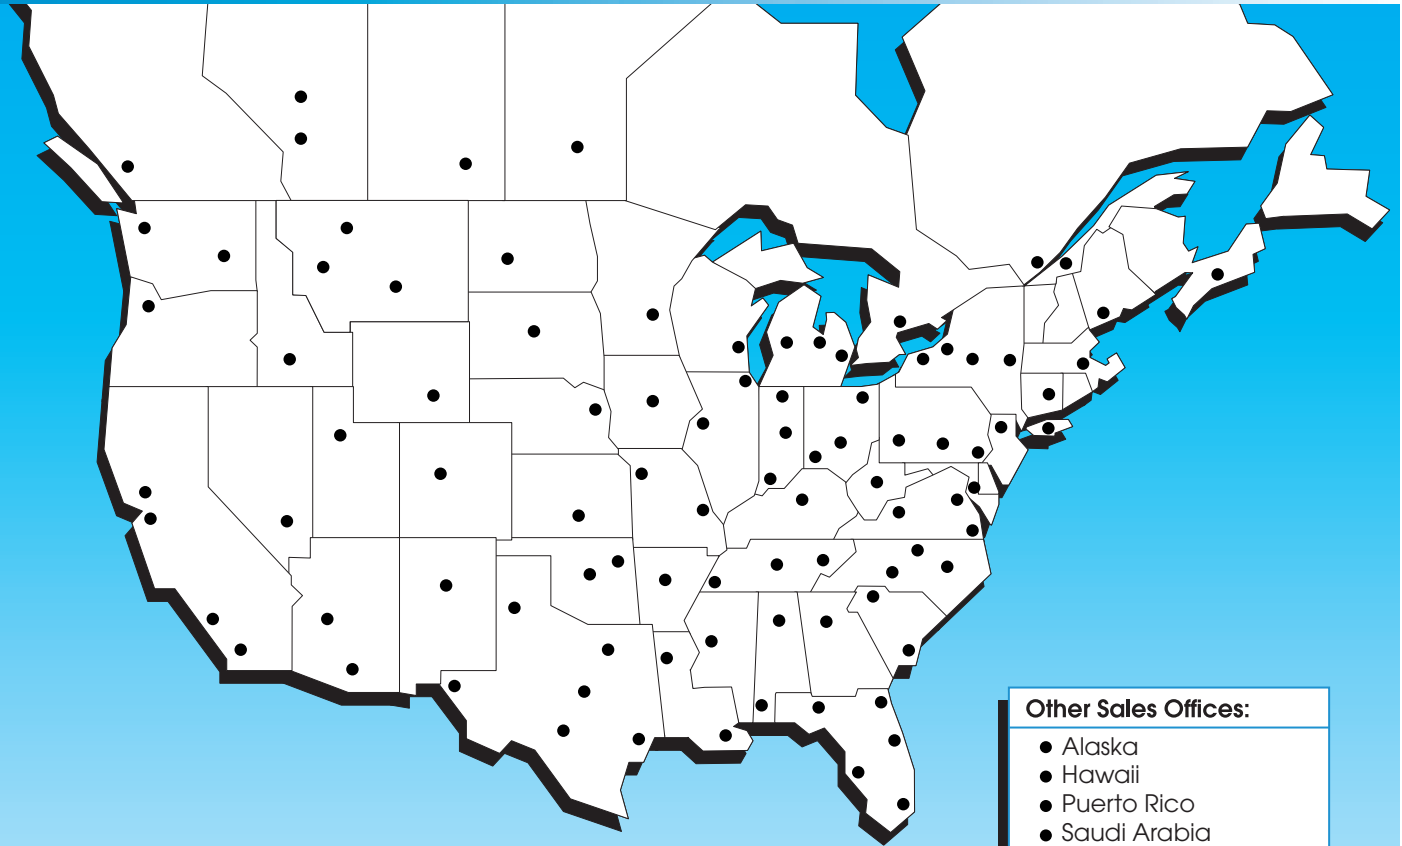 Other Sales Offices:
● Alaska
● Hawaii
● Puerto Rico
● Saudi Arabia